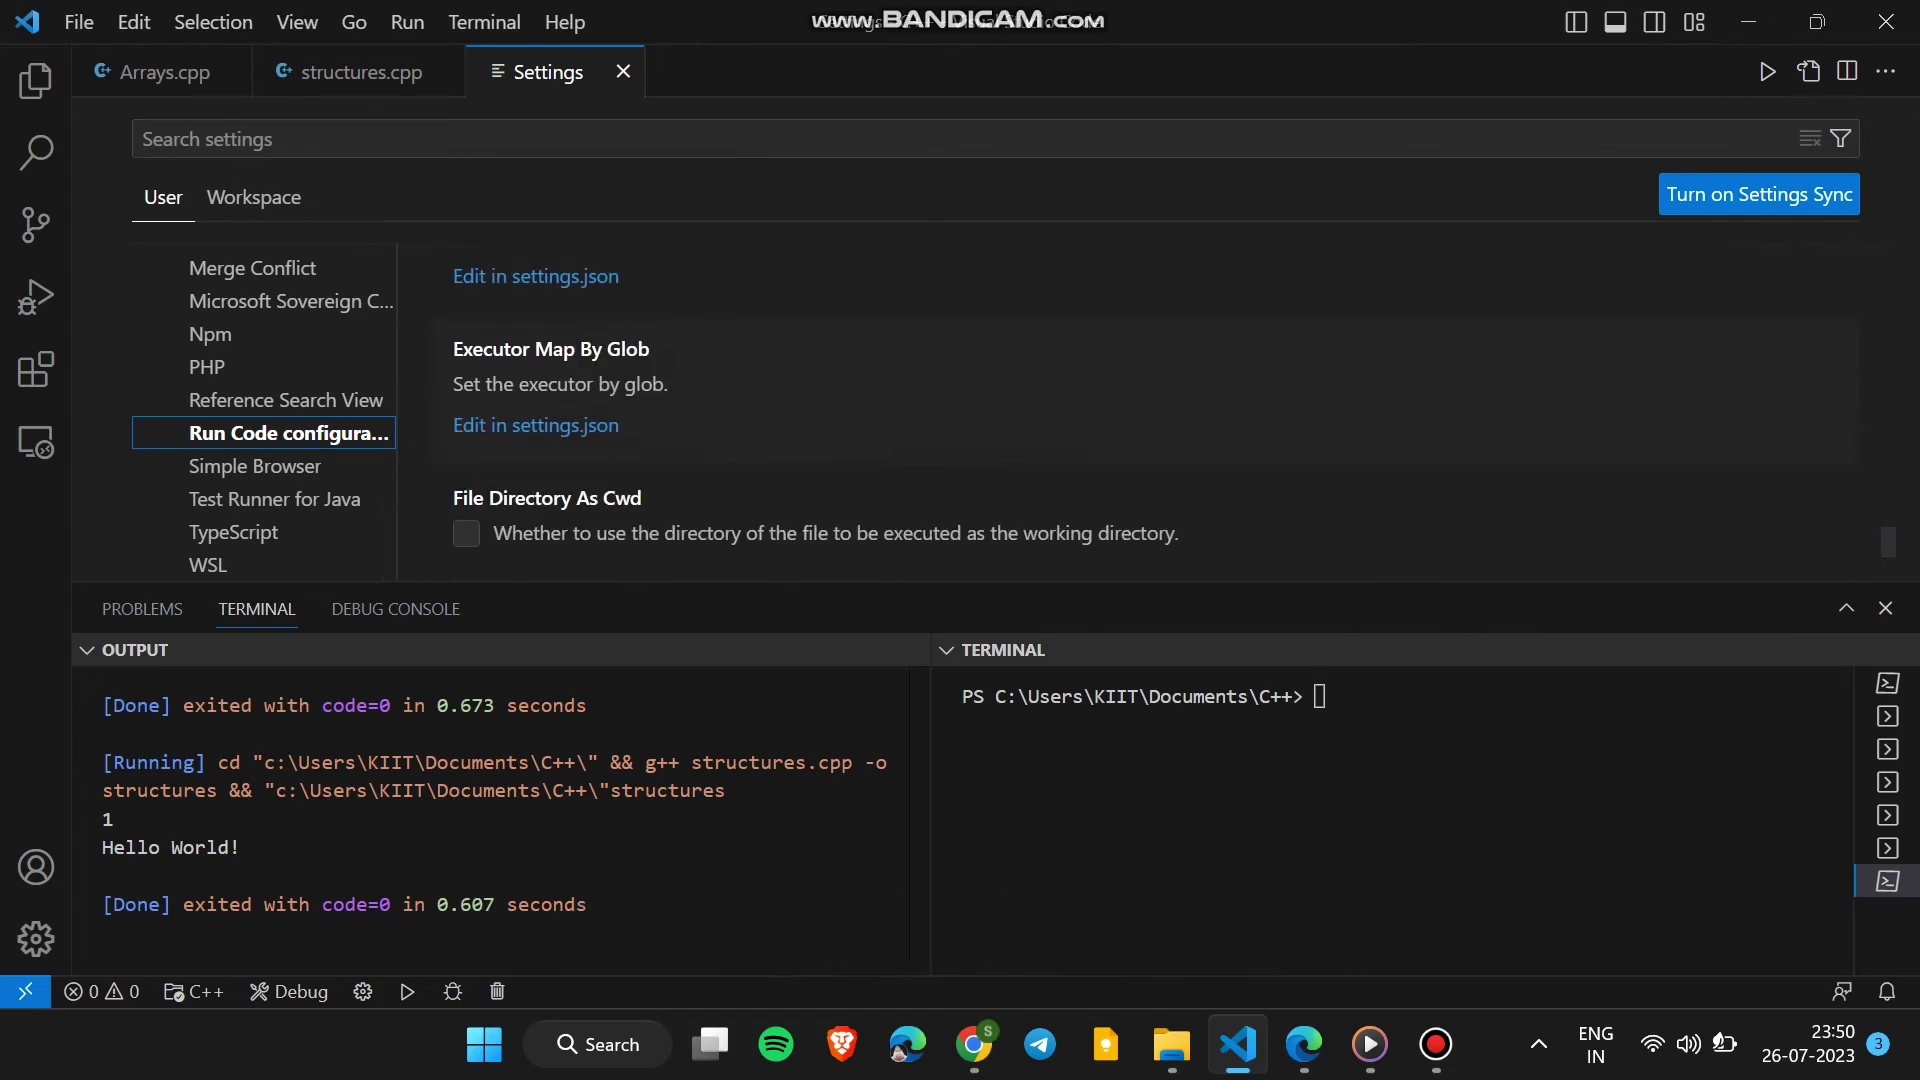 File Edit Selection View Go Run Terminal Help
www.BANDICAM.com
Arrays.cpp structures.cpp Settings
Search settings
User Workspace
Turn on Settings Sync
Merge Conflict
Microsoft Sovereign C...
Npm
PHP
Reference Search View
Run Code configura...
Simple Browser
Test Runner for Java
TypeScript
WSL
Edit in settings.json
Executor Map By Glob
Set the executor by glob.
Edit in settings.json
File Directory As Cwd
Whether to use the directory of the file to be executed as the working directory.
PROBLEMS TERMINAL DEBUG CONSOLE
OUTPUT
[Done] exited with code=0 in 0.673 seconds
[Running] cd "c:\Users\KIIT\Documents\C++\" && g++ structures.cpp -o
structures && "c:\Users\KIIT\Documents\C++\"structures
1
Hello World!
[Done] exited with code=0 in 0.607 seconds
TERMINAL
PS C:\Users\KIIT\Documents\C++>
0 0 C++ Debug
Search
S
ENG
IN
23:50
26-07-2023
3